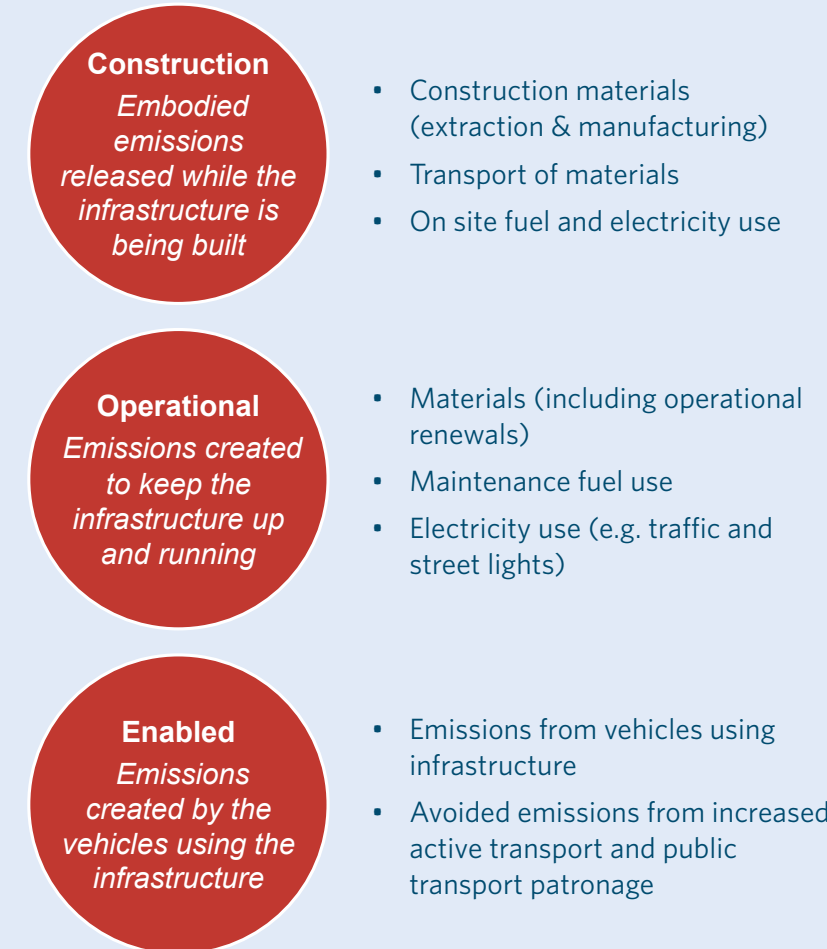 Construction
Embodied
emissions
released while the
infrastructure is
being built
• Construction materials
(extraction & manufacturing)
• Transport of materials
• On site fuel and electricity use
Operational
Emissions created
to keep the
infrastructure up
and running
• Materials (including operational
renewals)
• Maintenance fuel use
• Electricity use (e.g. traffic and
street lights)
Enabled
Emissions
created by the
vehicles using the
infrastructure
• Emissions from vehicles using
infrastructure
• Avoided emissions from increased
active transport and public
transport patronage